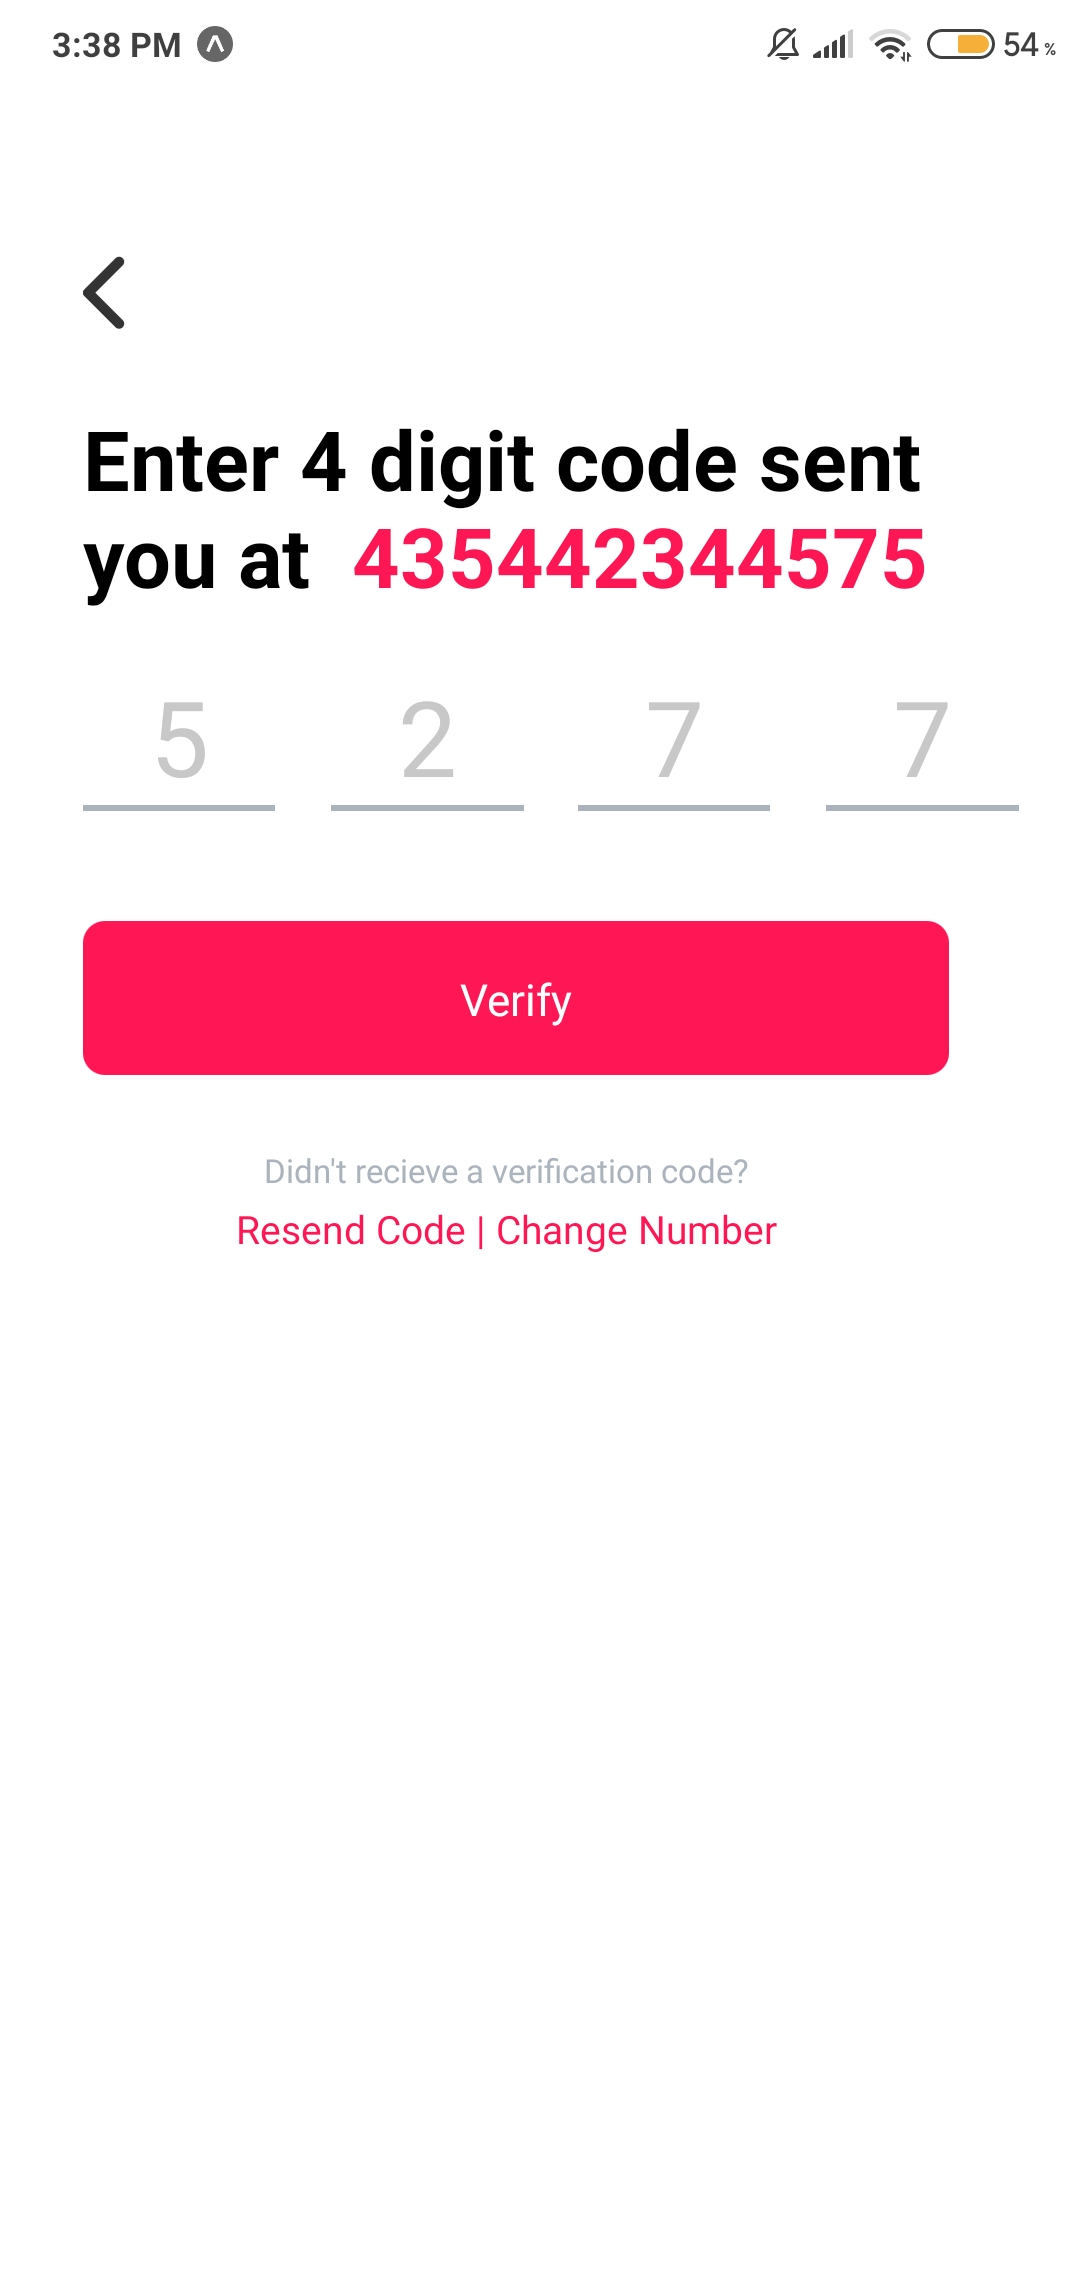 3:38 PM 54 %
Enter 4 digit code sent
you at 435442344575
5 2 7 7
Verify
Didn't recieve a verification code?
Resend Code | Change Number